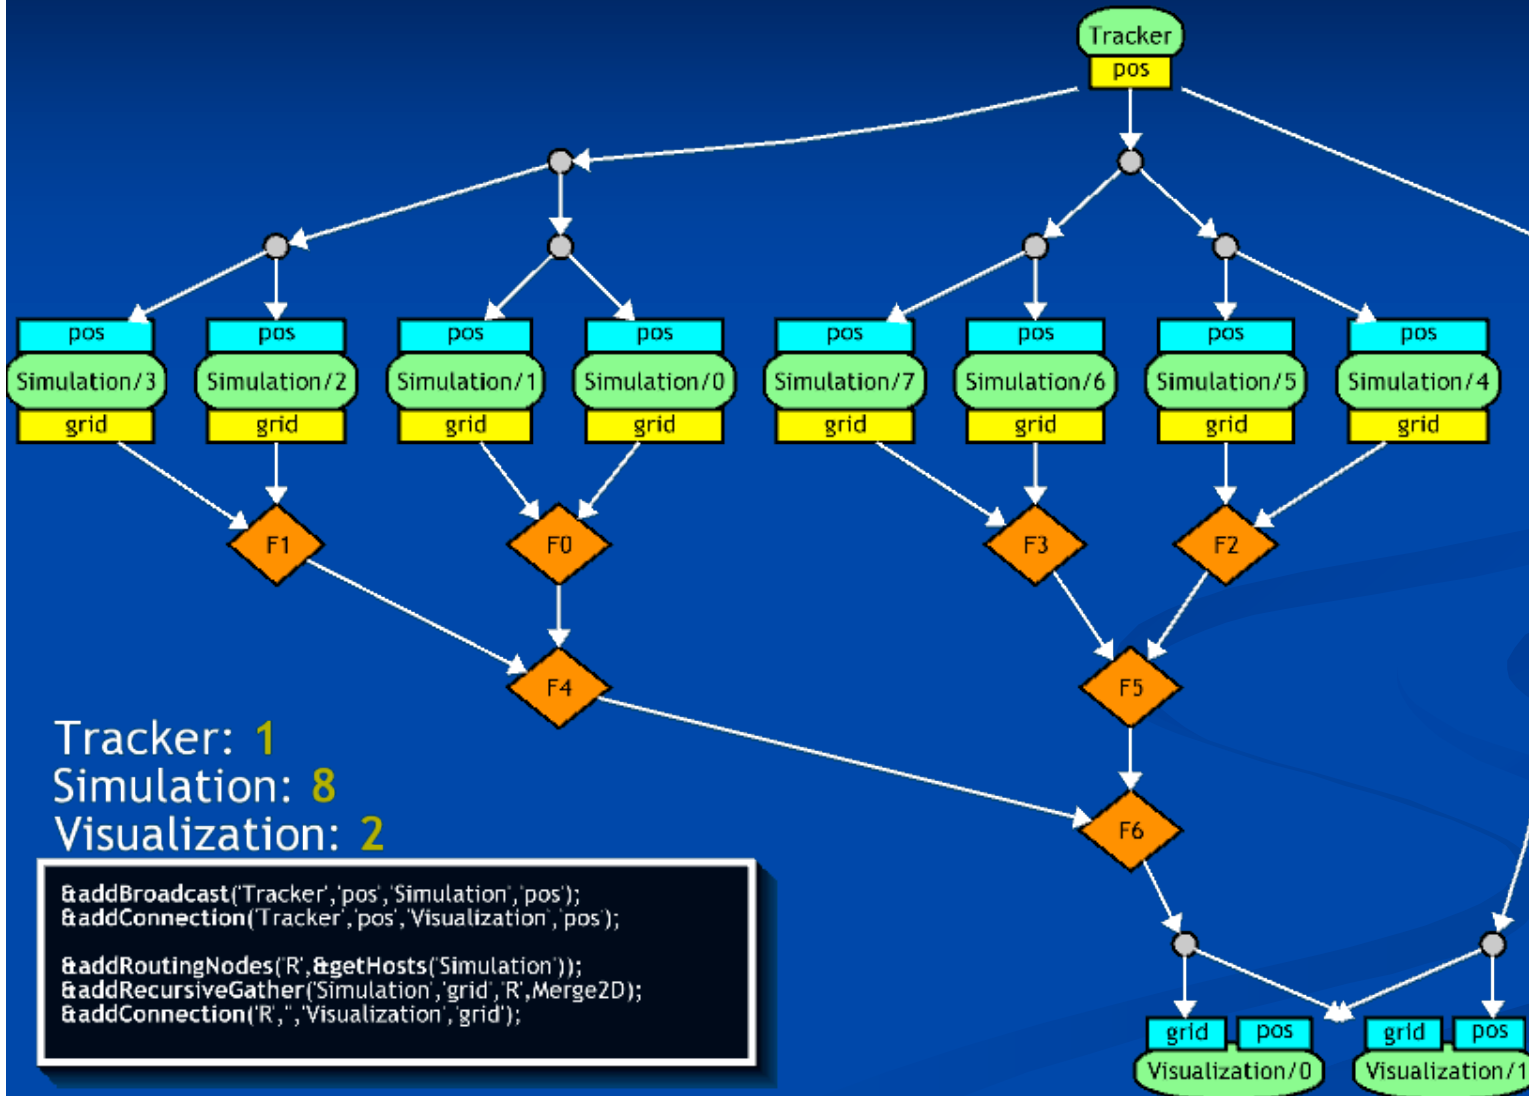 Tracker
pos
pos pos pos pos pos pos pos pos
Simulation/3 Simulation/2 Simulation/1 Simulation/0 Simulation/7 Simulation/6 Simulation/5 Simulation/4
grid grid grid grid grid grid grid grid
F1 F0 F3 F2
F4 F5
F6
Tracker: 1
Simulation: 8
Visualization: 2
&addBroadcast('Tracker','pos','Simulation','pos');
&addConnection('Tracker','pos','Visualization','pos');
&addRoutingNodes('R',&getHosts('Simulation'));
&addRecursiveGather('Simulation','grid','R',Merge2D);
&addConnection('R','','Visualization','grid');
grid pos grid pos
Visualization/0 Visualization/1